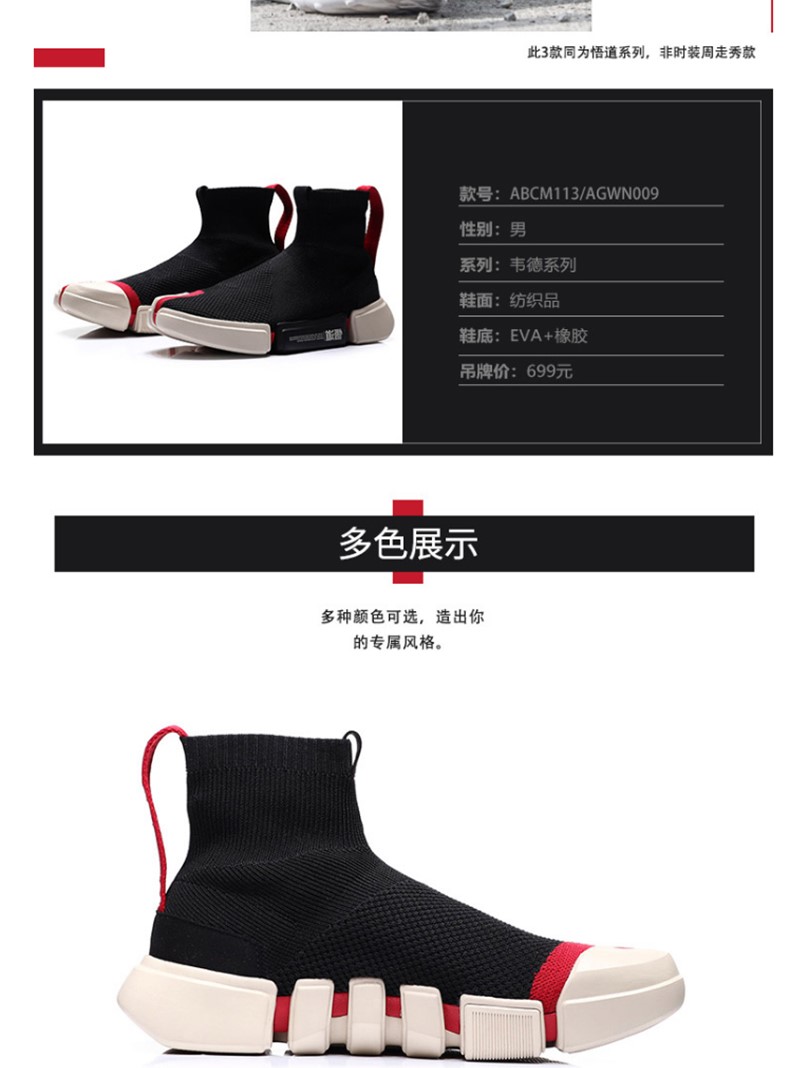 此3款同为悟道系列，非时装周走秀款
款号：ABCM113/AGWN009
性别：男
系列：韦德系列
鞋面：纺织品
鞋底：EVA+橡胶
吊牌价：699元
多色展示
多种颜色可选，造出你
的专属风格。